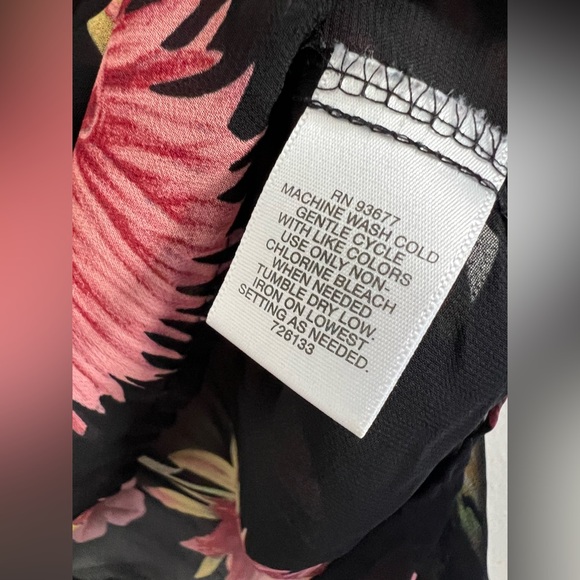 RN 93677
MACHINE WASH COLD
GENTLE CYCLE
WITH LIKE COLORS
USE ONLY NON-
CHLORINE BLEACH
WHEN NEEDED
TUMBLE DRY LOW.
IRON ON LOWEST
SETTING AS NEEDED.
726133